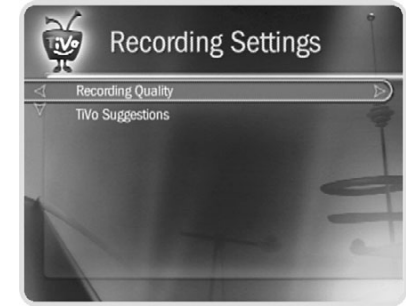 TiVo
Recording Settings
Recording Quality
TiVo Suggestions